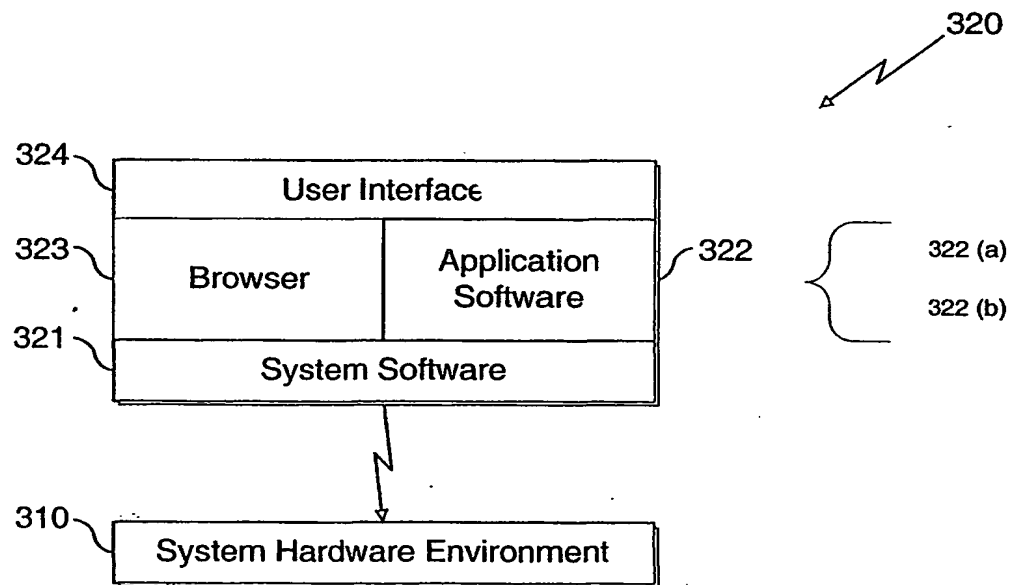 320
324
User Interface
323
Browser
Application
Software
322
322 (a)
322 (b)
321
System Software
310
System Hardware Environment